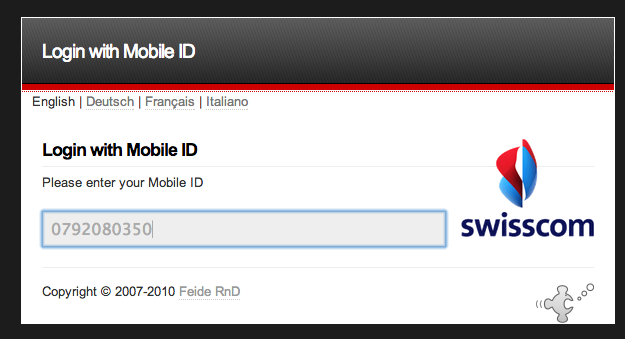 Login with Mobile ID
English | Deutsch | Français | Italiano
Login with Mobile ID
Please enter your Mobile ID
0792080350
swisscom
Copyright © 2007-2010 Feide RnD